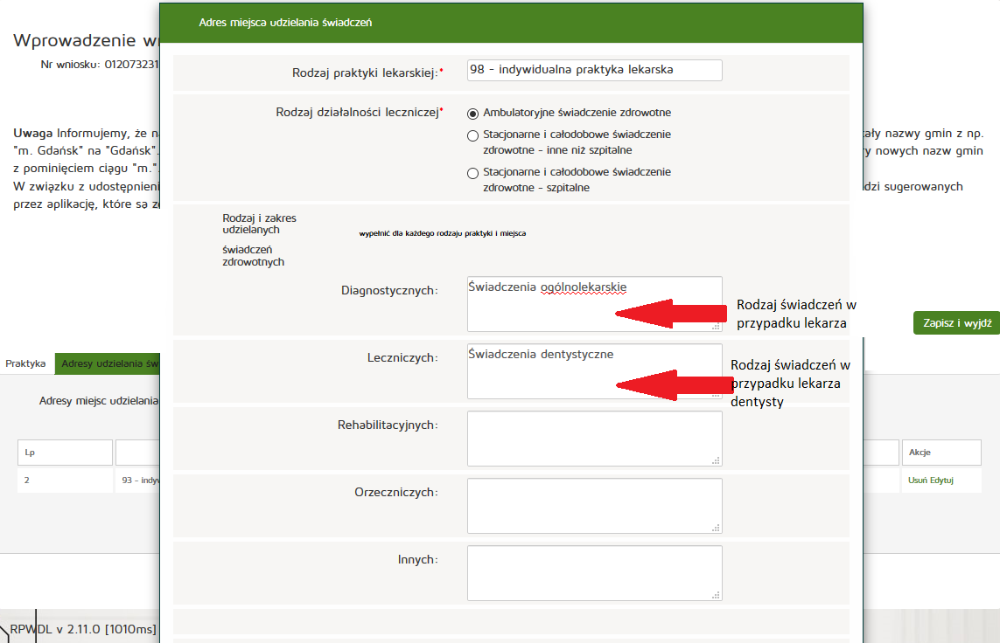 Adres miejsca udzielania świadczeń
Wprowadzenie w
Nr wniosku: 012073231
Rodzaj praktyki lekarskiej:*
98 - indywidualna praktyka lekarska
Rodzaj działalności leczniczej*
Ambulatoryjne świadczenie zdrowotne
Stacjonarne i całodobowe świadczenie
zdrowotne - inne niż szpitalne
Stacjonarne i całodobowe świadczenie
zdrowotne - szpitalne
Uwaga Informujemy, że n
ały nazwy gmin z np.
"m. Gdańsk" na "Gdańsk".
ry nowych nazw gmin
z pominięciem ciągu "m.".
W związku z udostępnieni
dzi sugerowanych
przez aplikację, które są z
Rodzaj i zakres
udzielanych
świadczeń
zdrowotnych
wypełnić dla każdego rodzaju praktyki i miejsca
Diagnostycznych:
Świadczenia ogólnolekarskie
Rodzaj świadczeń w
przypadku lekarza
Zapisz i wyjdź
Leczniczych:
Świadczenia dentystyczne
Rodzaj świadczeń w
przypadku lekarza
dentysty
Praktyka
Adresy udzielania św
Adresy miejsc udzielania
Rehabilitacyjnych:
Lp
Akcje
2
93 - indyw
Usuń Edytuj
Orzeczniczych:
Innych:
RPWDL v 2.11.0 [1010ms]